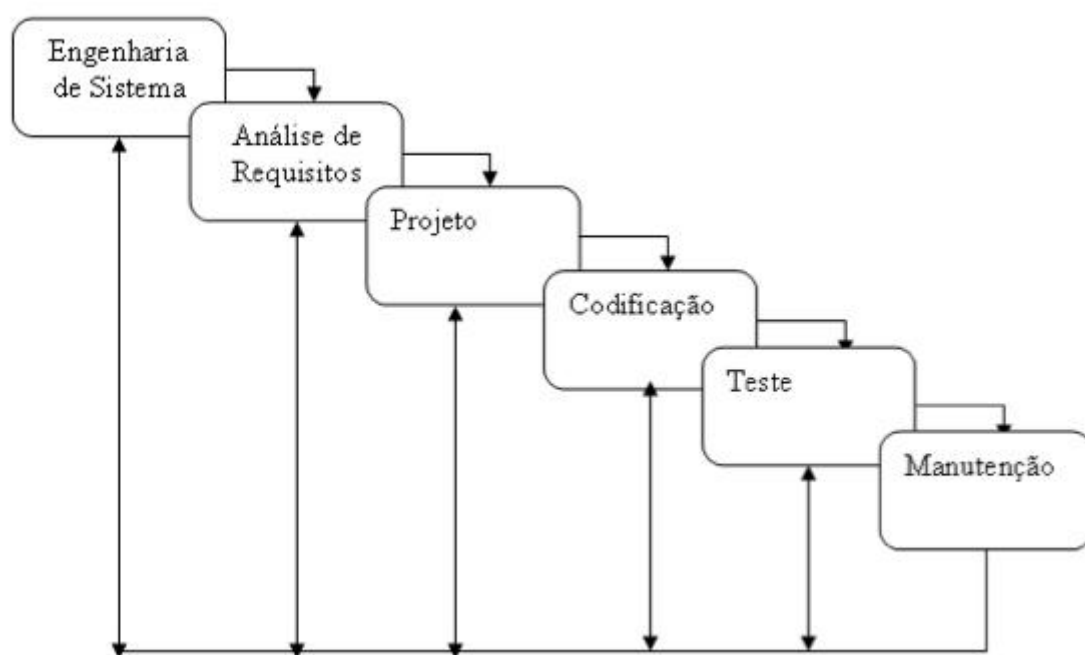 Engenharia
de Sistema
Análise de
Requisitos
Projeto
Codificação
Teste
Manutenção